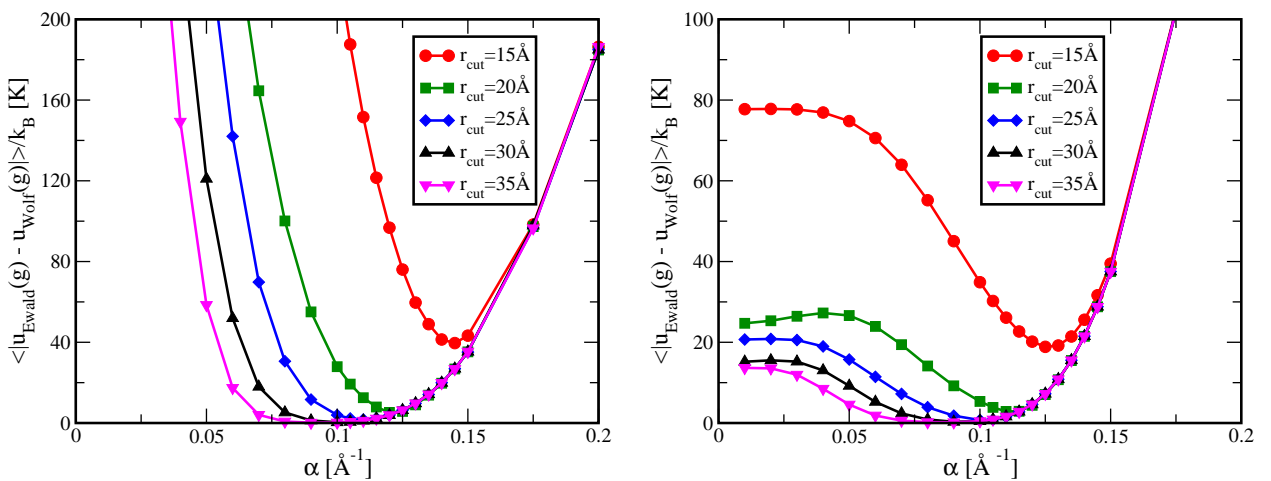 <|u_Ewald(g) - u_Wolf(g)|>/k_B [K]
200
160
120
80
40
0
r_cut=15Å
r_cut=20Å
r_cut=25Å
r_cut=30Å
r_cut=35Å
0 0.05 0.1 0.15 0.2
α [Å^-1]
<|u_Ewald(g) - u_Wolf(g)|>/k_B [K]
100
80
60
40
20
0
r_cut=15Å
r_cut=20Å
r_cut=25Å
r_cut=30Å
r_cut=35Å
0 0.05 0.1 0.15 0.2
α [Å^-1]